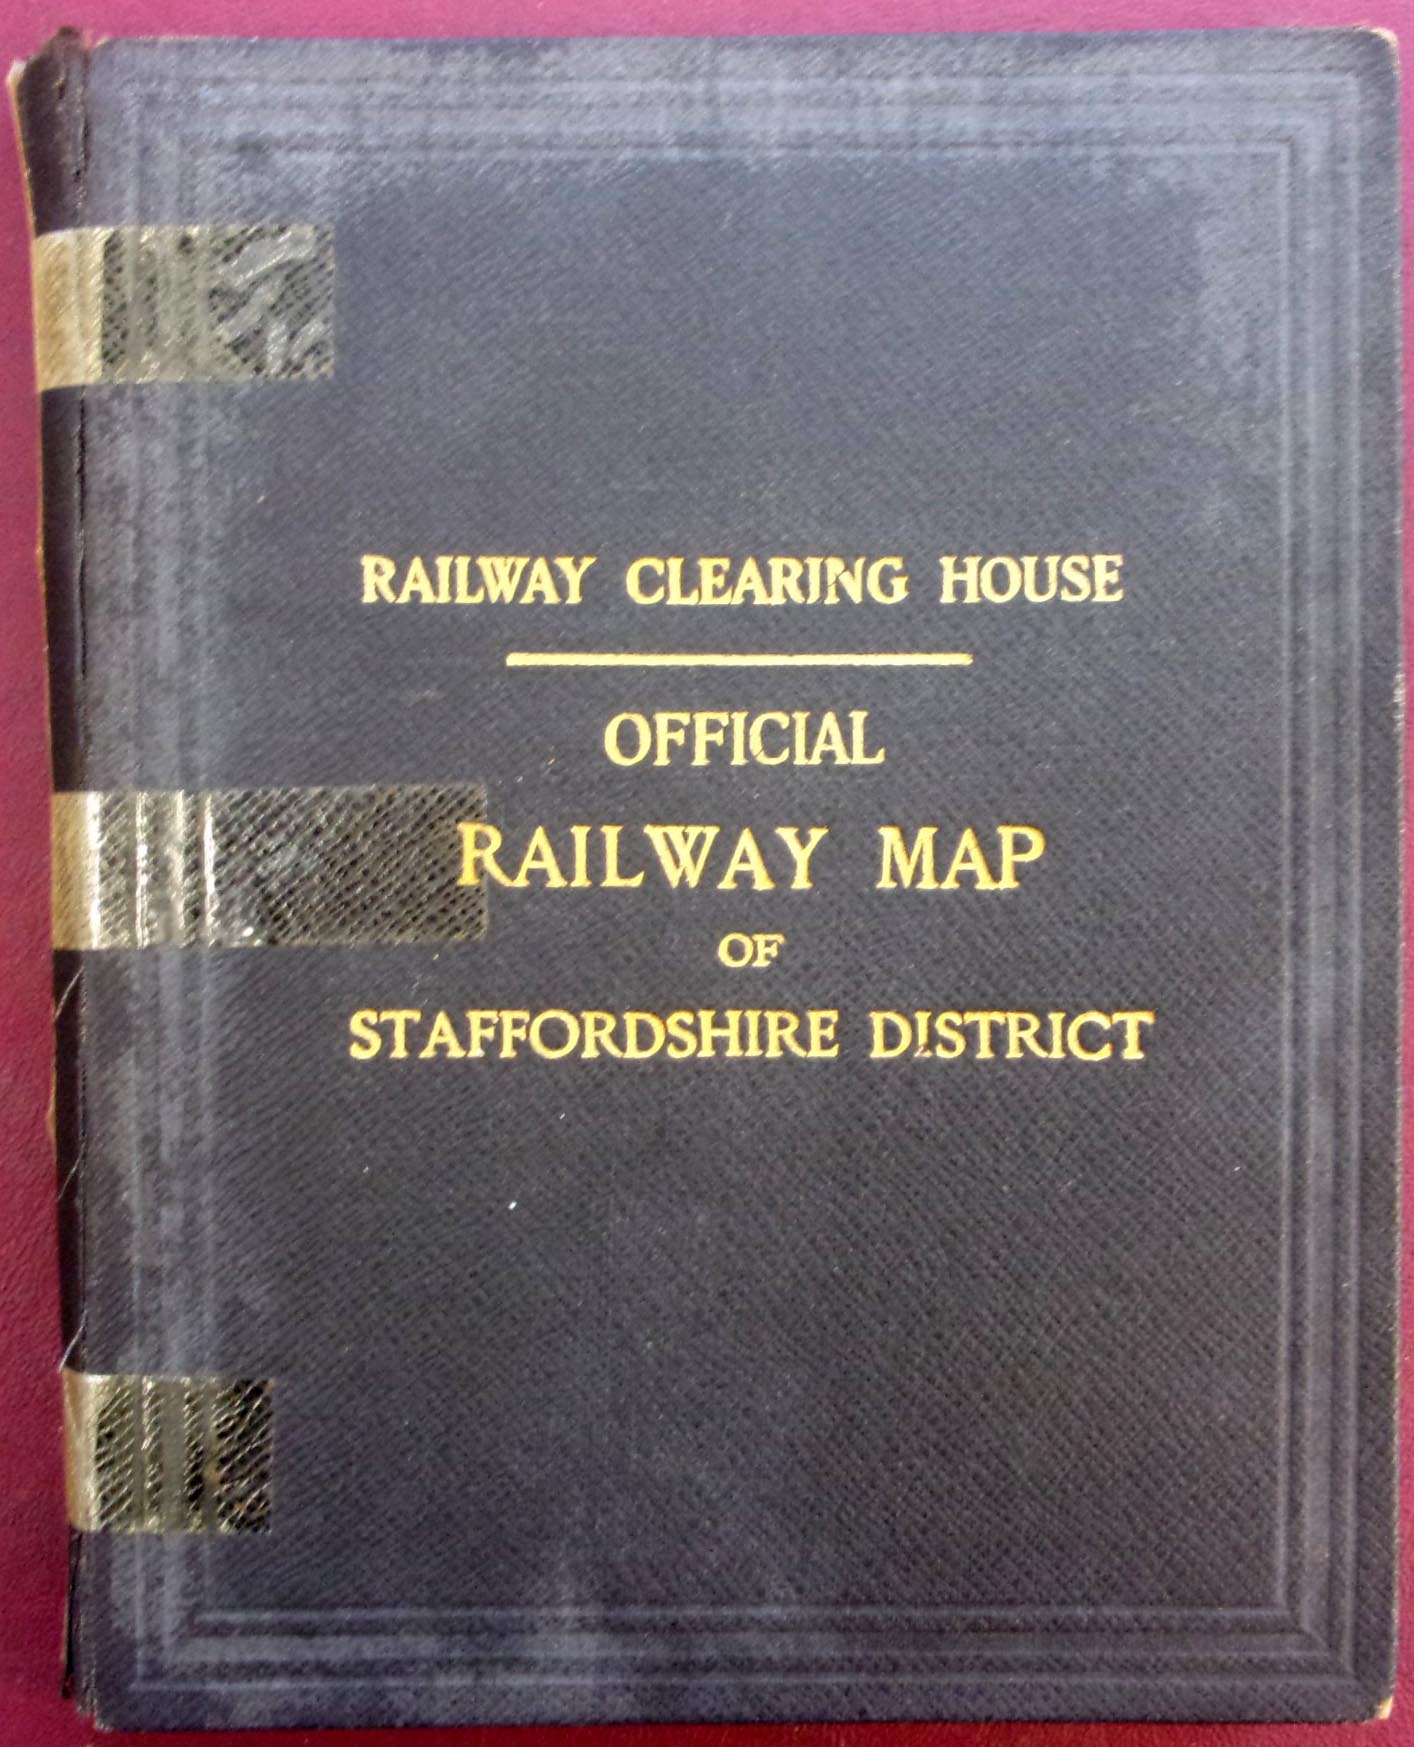 RAILWAY CLEARING HOUSE
OFFICIAL
RAILWAY MAP
OF
STAFFORDSHIRE DISTRICT